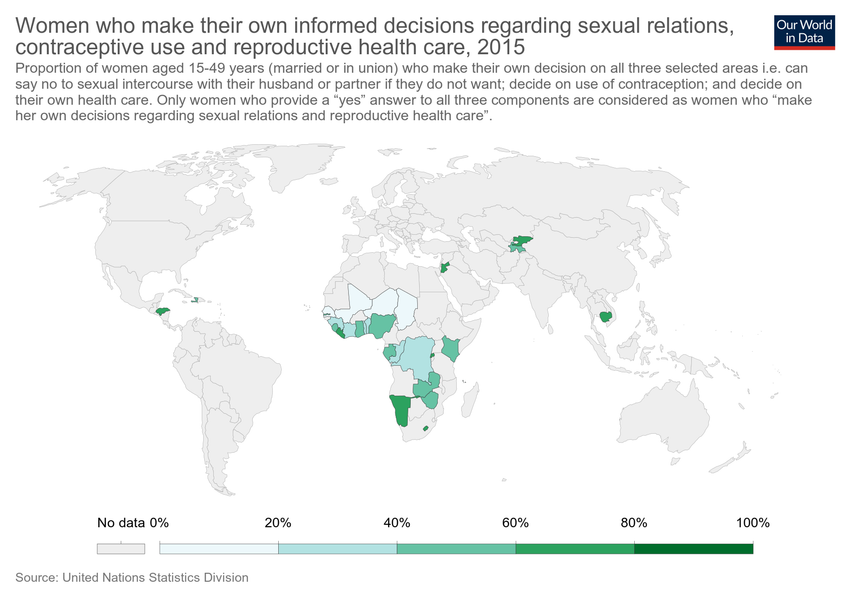 Women who make their own informed decisions regarding sexual relations,
contraceptive use and reproductive health care, 2015
Our World
in Data
Proportion of women aged 15-49 years (married or in union) who make their own decision on all three selected areas i.e. can
say no to sexual intercourse with their husband or partner if they do not want; decide on use of contraception; and decide on
their own health care. Only women who provide a “yes” answer to all three components are considered as women who “make
her own decisions regarding sexual relations and reproductive health care”.
No data 0% 20% 40% 60% 80% 100%
Source: United Nations Statistics Division